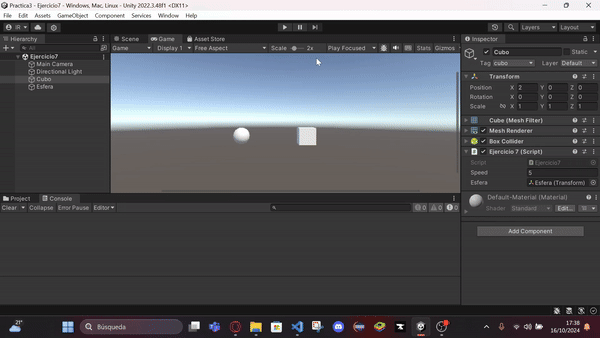 Practica3 - Ejercicio7 - Windows, Mac, Linux - Unity 2022.3.48f1 <DX11>
File Edit Assets GameObject Component Services Window Help
IR
Layers Layout
Hierarchy
All
Ejercicio7
Main Camera
Directional Light
Cubo
Esfera
Scene Game Asset Store
Game Display 1 Free Aspect Scale 2x Play Focused Stats Gizmos
Project Console
Clear Collapse Error Pause Editor
0 0 0
Inspector
Cubo Static
Tag cubo Layer Default
Transform
Position X 2 Y 0 Z 0
Rotation X 0 Y 0 Z 0
Scale X 1 Y 1 Z 1
Cube (Mesh Filter)
Mesh Renderer
Box Collider
Ejercicio 7 (Script)
Script Ejercicio7
Speed 5
Esfera Esfera (Transform)
Default-Material (Material)
Shader Standard Edit...
Add Component
21°
Búsqueda
17:38
16/10/2024